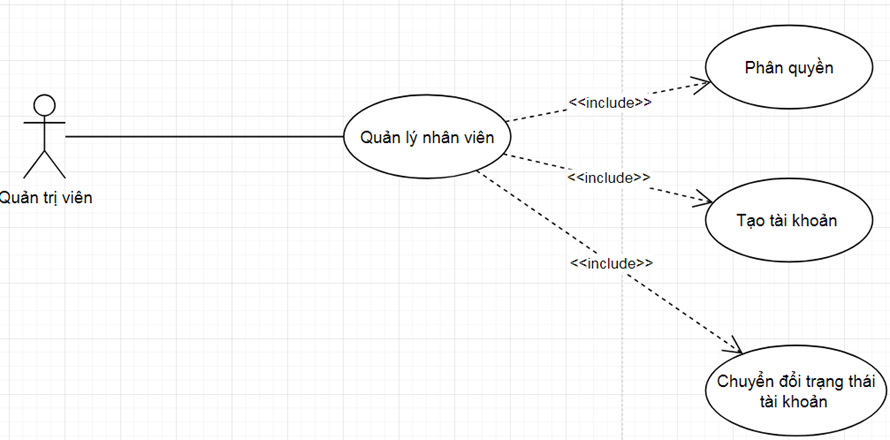 Phân quyền
<<include>>
Quản lý nhân viên
<<include>>
Quản trị viên
Tạo tài khoản
<<include>>
Chuyển đổi trạng thái
tài khoản